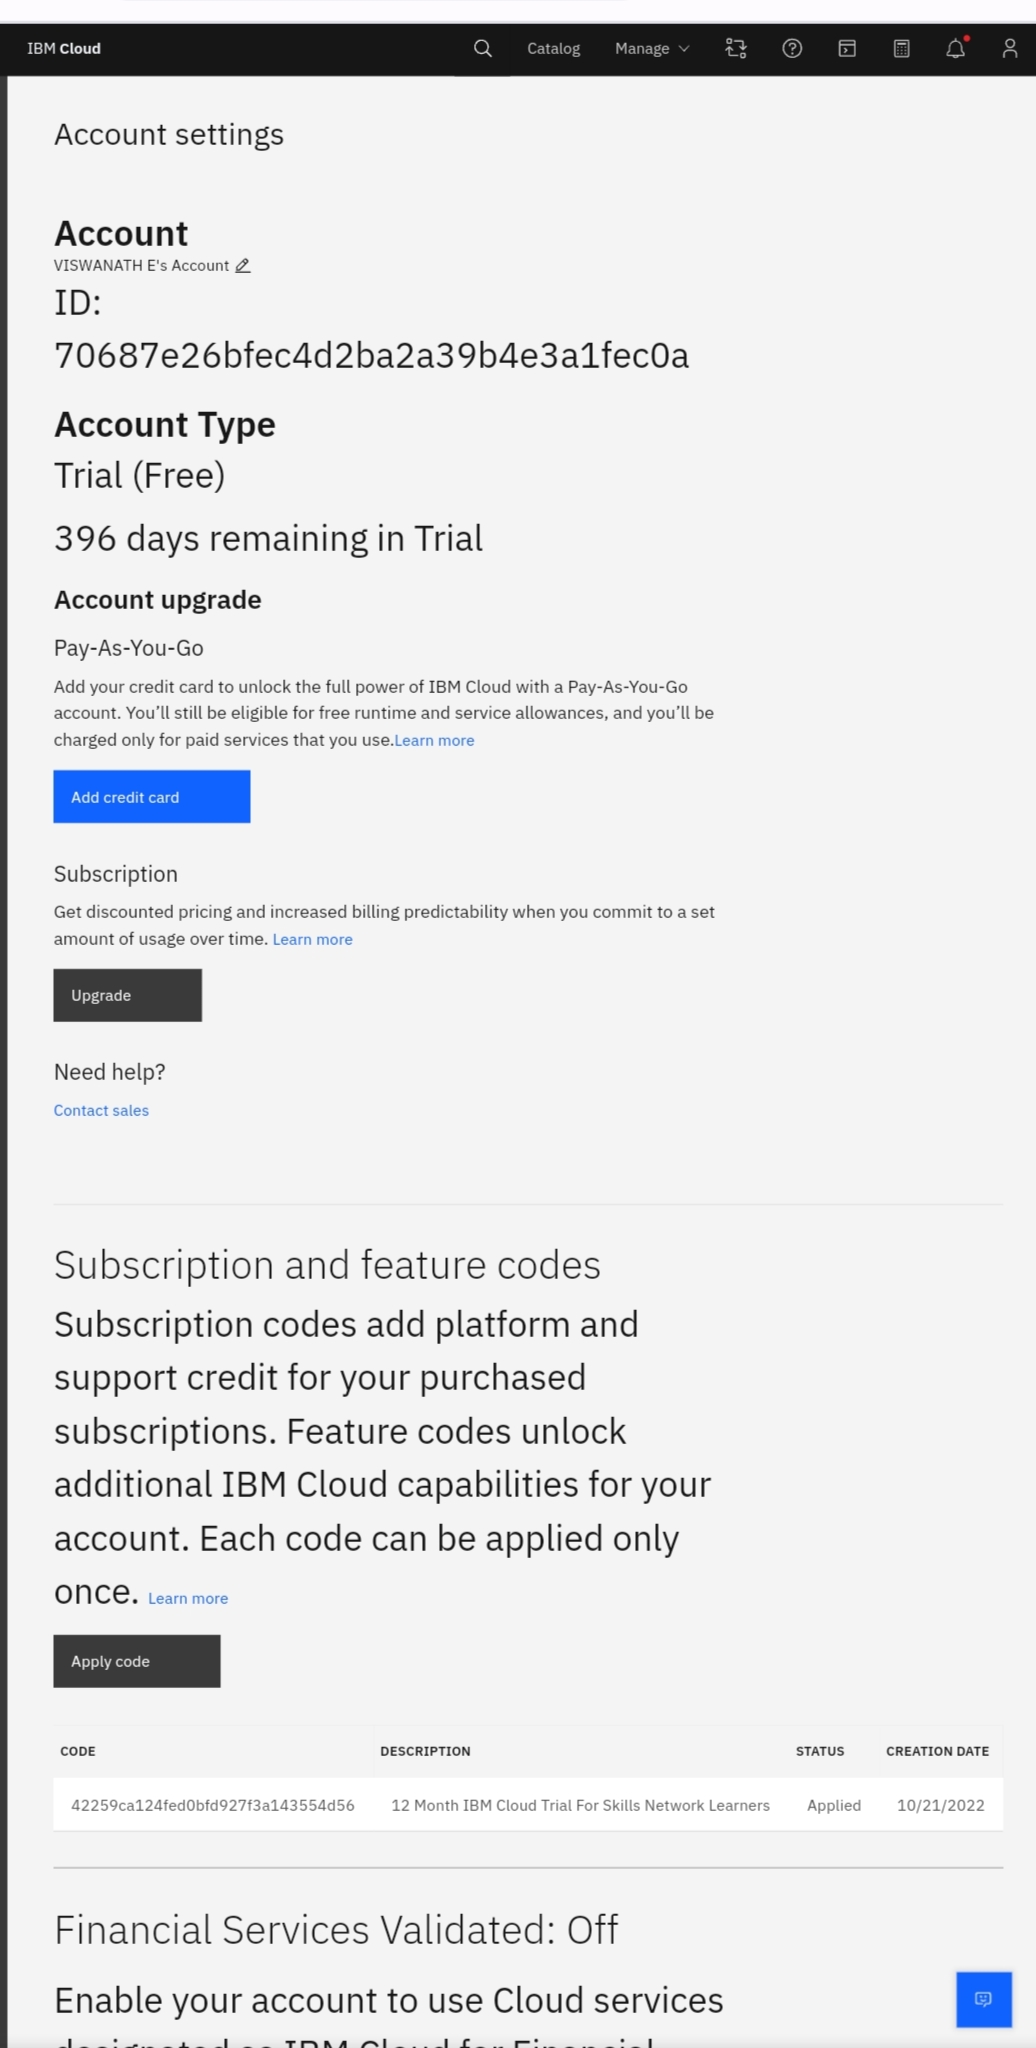 IBM Cloud
Catalog
Manage
Account settings
Account
VISWANATH E's Account
ID:
70687e26bfec4d2ba2a39b4e3a1fec0a
Account Type
Trial (Free)
396 days remaining in Trial
Account upgrade
Pay-As-You-Go
Add your credit card to unlock the full power of IBM Cloud with a Pay-As-You-Go
account. You’ll still be eligible for free runtime and service allowances, and you’ll be
charged only for paid services that you use.Learn more
Add credit card
Subscription
Get discounted pricing and increased billing predictability when you commit to a set
amount of usage over time. Learn more
Upgrade
Need help?
Contact sales
Subscription and feature codes
Subscription codes add platform and
support credit for your purchased
subscriptions. Feature codes unlock
additional IBM Cloud capabilities for your
account. Each code can be applied only
once. Learn more
Apply code
CODE DESCRIPTION STATUS CREATION DATE
42259ca124fed0bfd927f3a143554d56 12 Month IBM Cloud Trial For Skills Network Learners Applied 10/21/2022
Financial Services Validated: Off
Enable your account to use Cloud services
designated as IBM Cloud for Financial